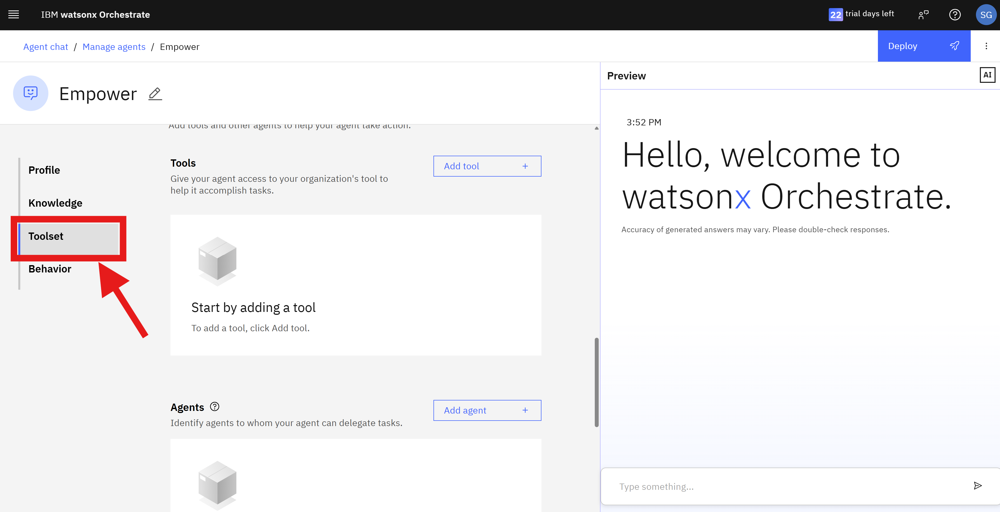 IBM watsonx Orchestrate
22 trial days left
SG
Agent chat / Manage agents / Empower
Deploy
Empower
Add tools and other agents to help your agent take action.
Profile
Knowledge
Toolset
Behavior
Tools
Add tool +
Give your agent access to your organization's tool to
help it accomplish tasks.
Start by adding a tool
To add a tool, click Add tool.
Agents
Add agent +
Identify agents to whom your agent can delegate tasks.
Preview
AI
3:52 PM
Hello, welcome to
watsonx Orchestrate.
Accuracy of generated answers may vary. Please double-check responses.
Type something...